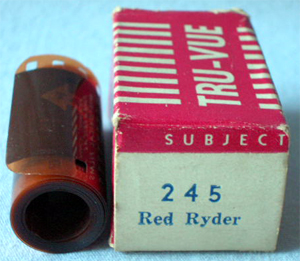 TRU-VUE
SUBJECT
245
Red Ryder